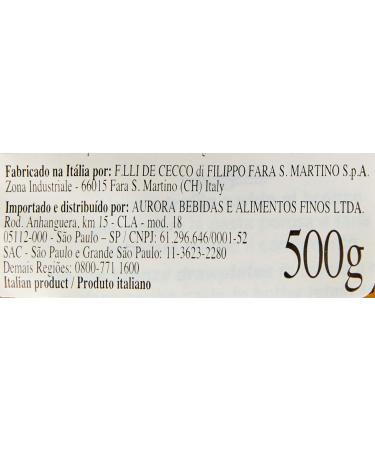 Fabricado na Itália por: F.LLI DE CECCO di FILIPPO FARA S. MARTINO S.p.A.
Zona Industriale - 66015 Fara S. Martino (CH) Italy
Importado e distribuído por: AURORA BEBIDAS E ALIMENTOS FINOS LTDA.
Rod. Anhanguera, km 15 - CLA - mod. 18
05112-000 - São Paulo – SP / CNPJ: 61.296.646/0001-52
SAC - São Paulo e Grande São Paulo: 11-3623-2280
Demais Regiões: 0800-771 1600
Italian product / Produto italiano
500g